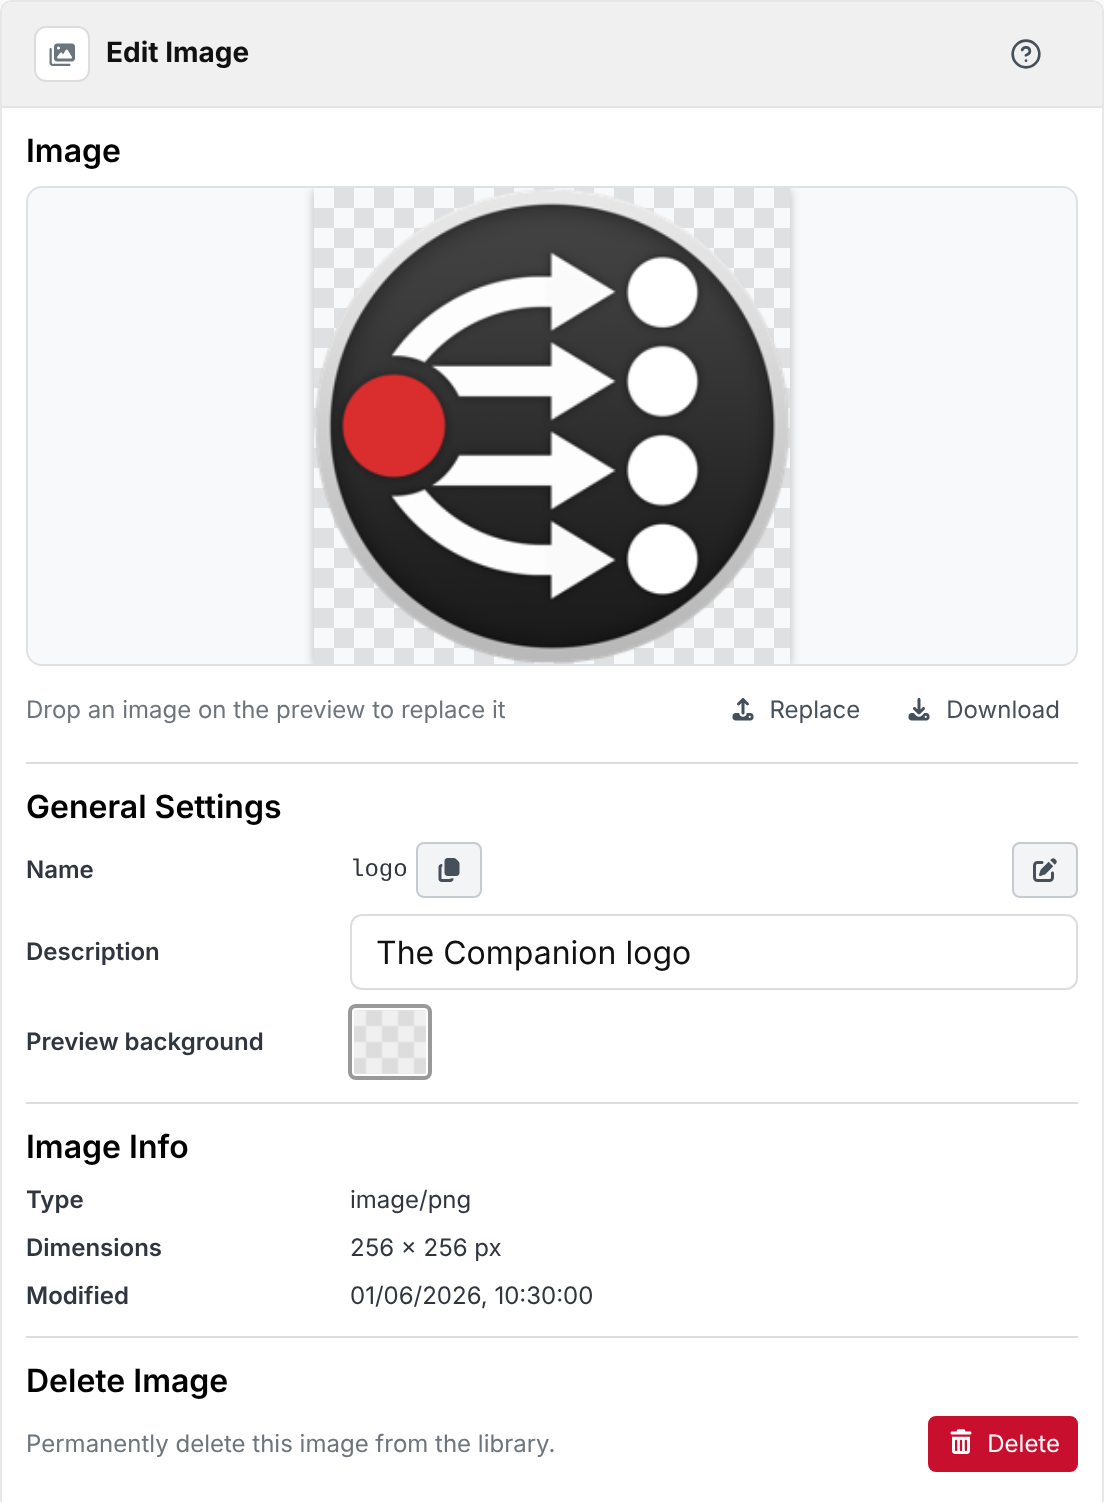 Edit Image
Image
Drop an image on the preview to replace it
Replace
Download
General Settings
Name
logo
Description
The Companion logo
Preview background
Image Info
Type
image/png
Dimensions
256 × 256 px
Modified
01/06/2026, 10:30:00
Delete Image
Permanently delete this image from the library.
Delete